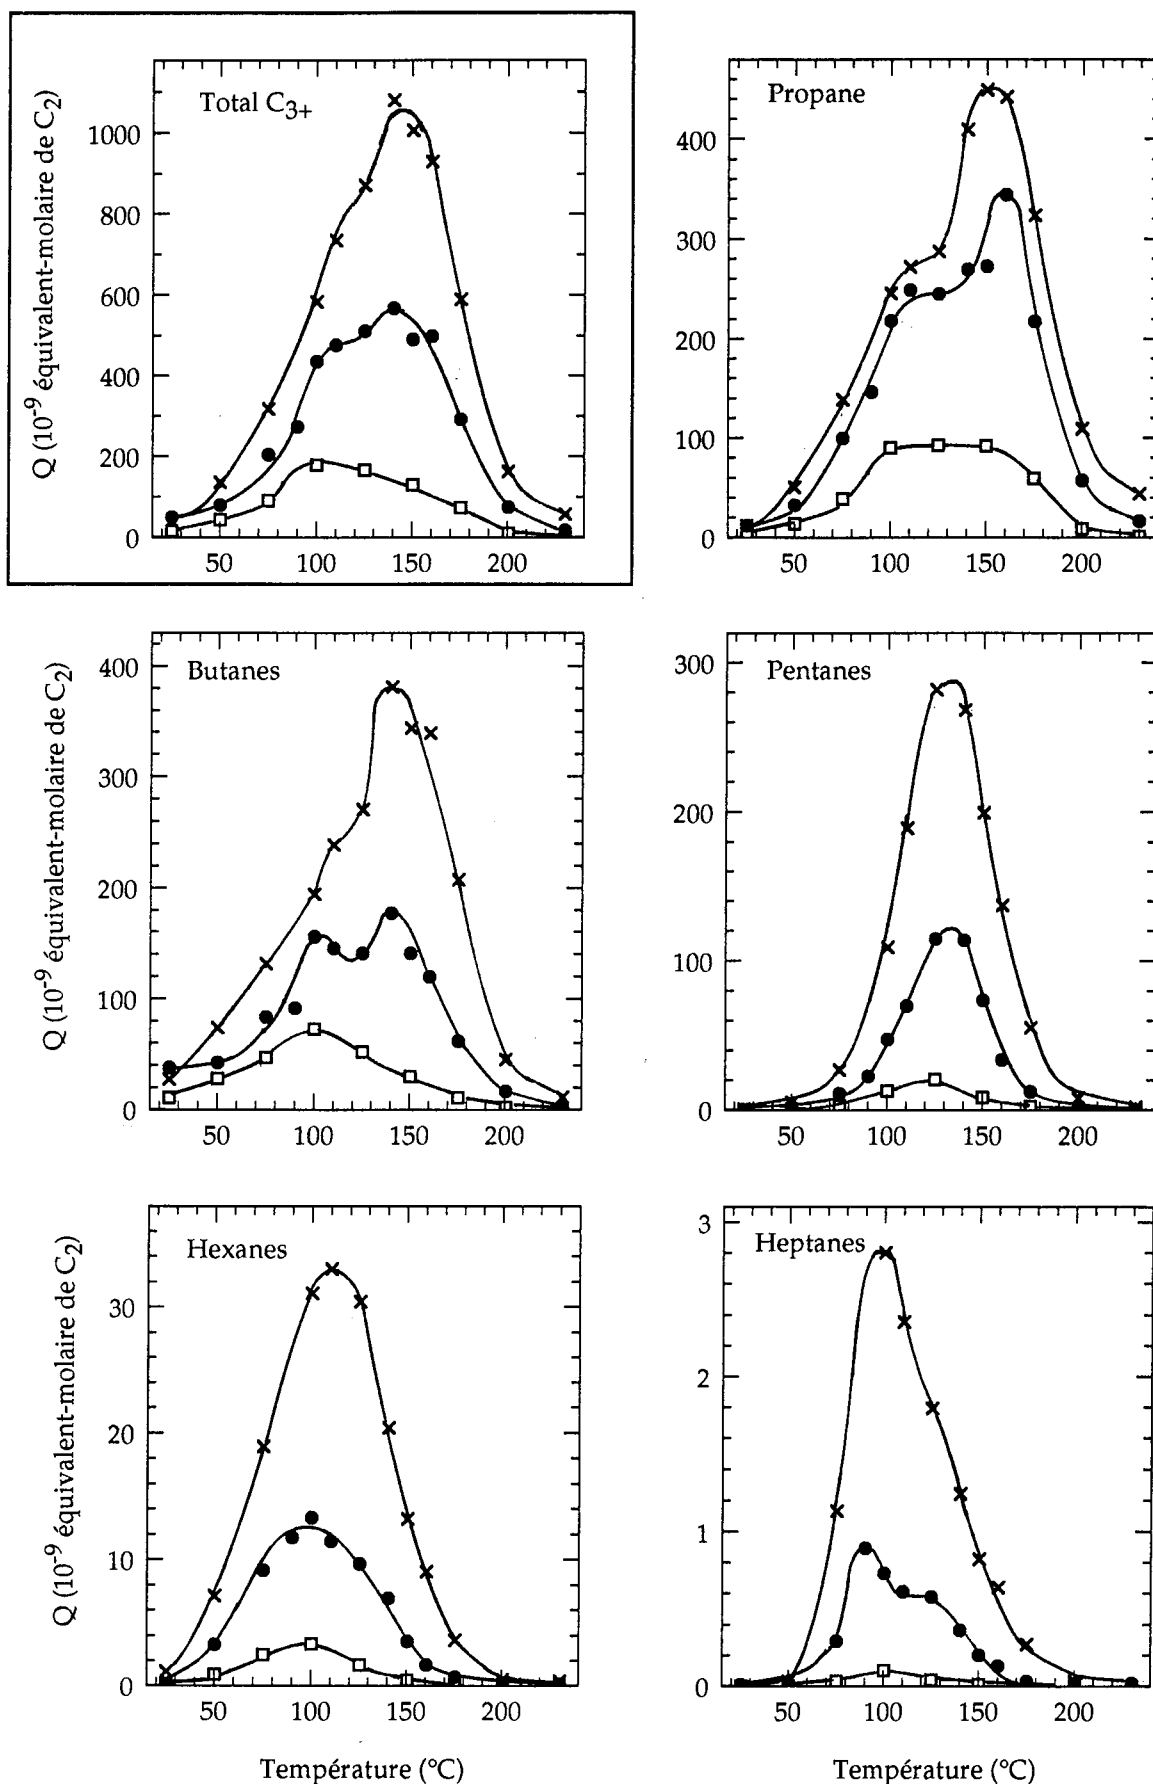 Total C3+
Q (10-9 équivalent-molaire de C2)
1000
800
600
400
200
0
50 100 150 200
Propane
400
300
200
100
0
50 100 150 200
Butanes
Q (10-9 équivalent-molaire de C2)
400
300
200
100
0
50 100 150 200
Pentanes
300
200
100
0
50 100 150 200
Hexanes
Q (10-9 équivalent-molaire de C2)
30
20
10
0
50 100 150 200
Température (°C)
Heptanes
3
2
1
0
50 100 150 200
Température (°C)